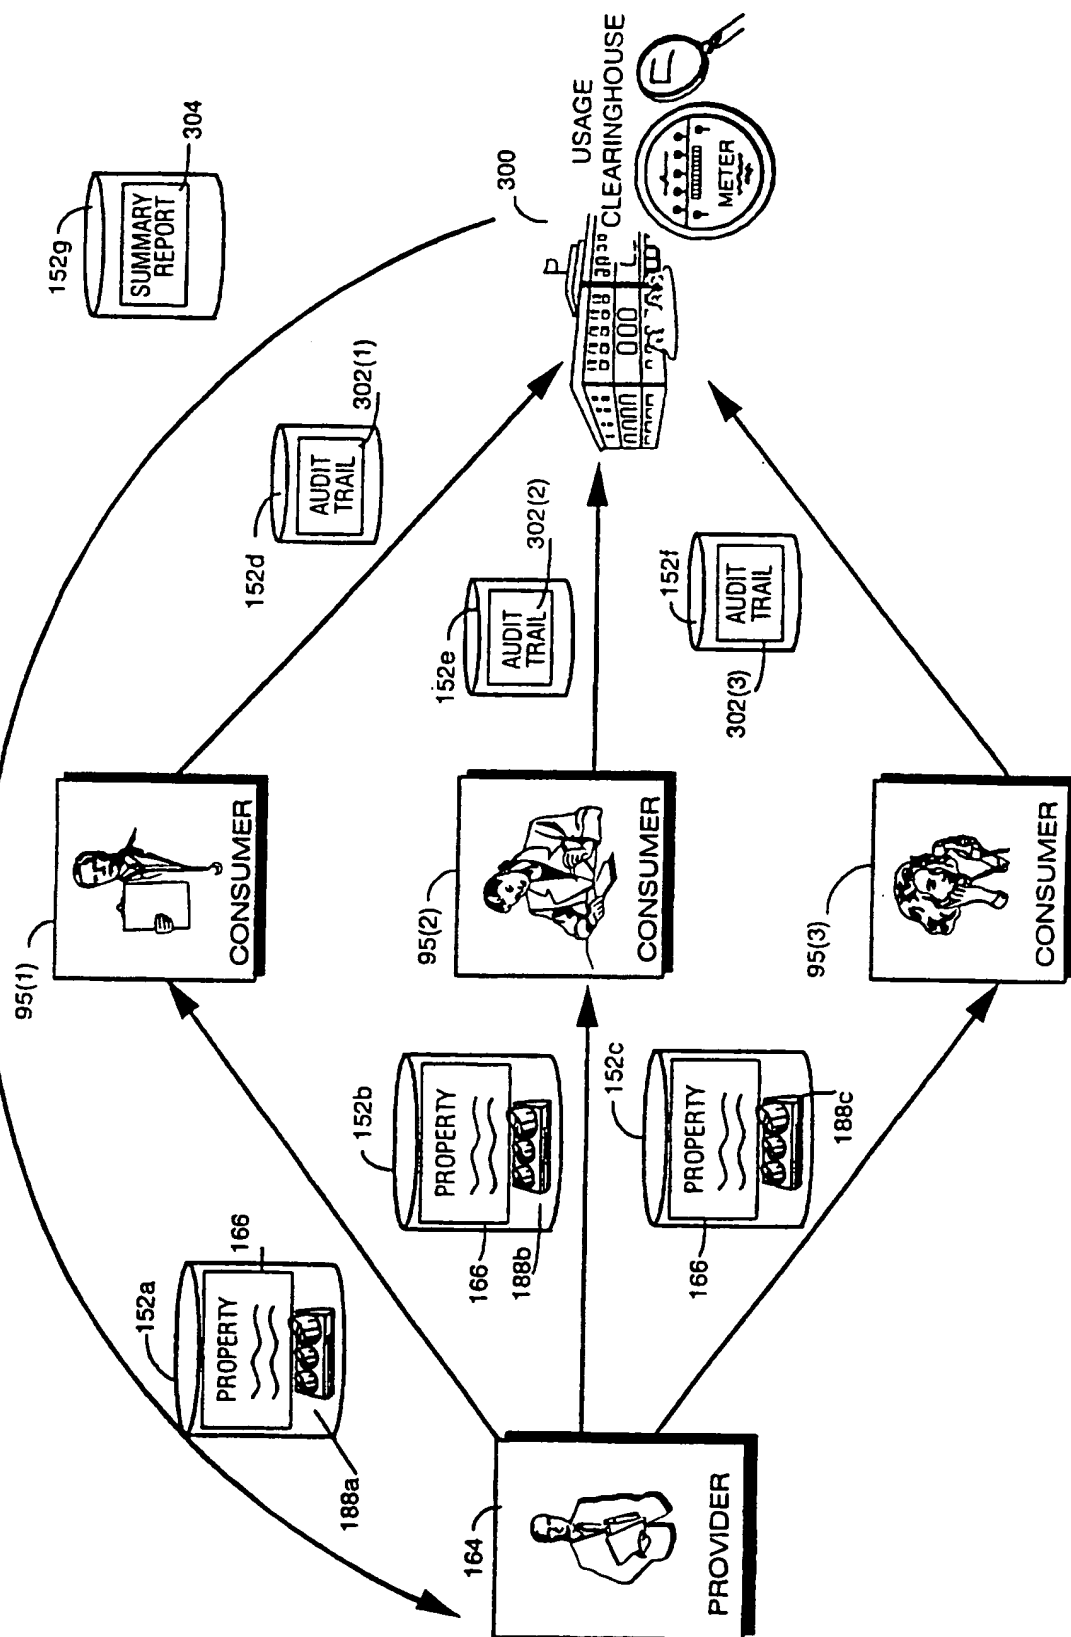 152g
SUMMARY
REPORT
304
300
USAGE
CLEARINGHOUSE
METER
152d
AUDIT
TRAIL
302(1)
152e
AUDIT
TRAIL
302(2)
152f
AUDIT
TRAIL
302(3)
95(1)
CONSUMER
95(2)
CONSUMER
95(3)
CONSUMER
152a
PROPERTY
166
188a
152b
PROPERTY
166
188b
152c
PROPERTY
166
188c
164
PROVIDER